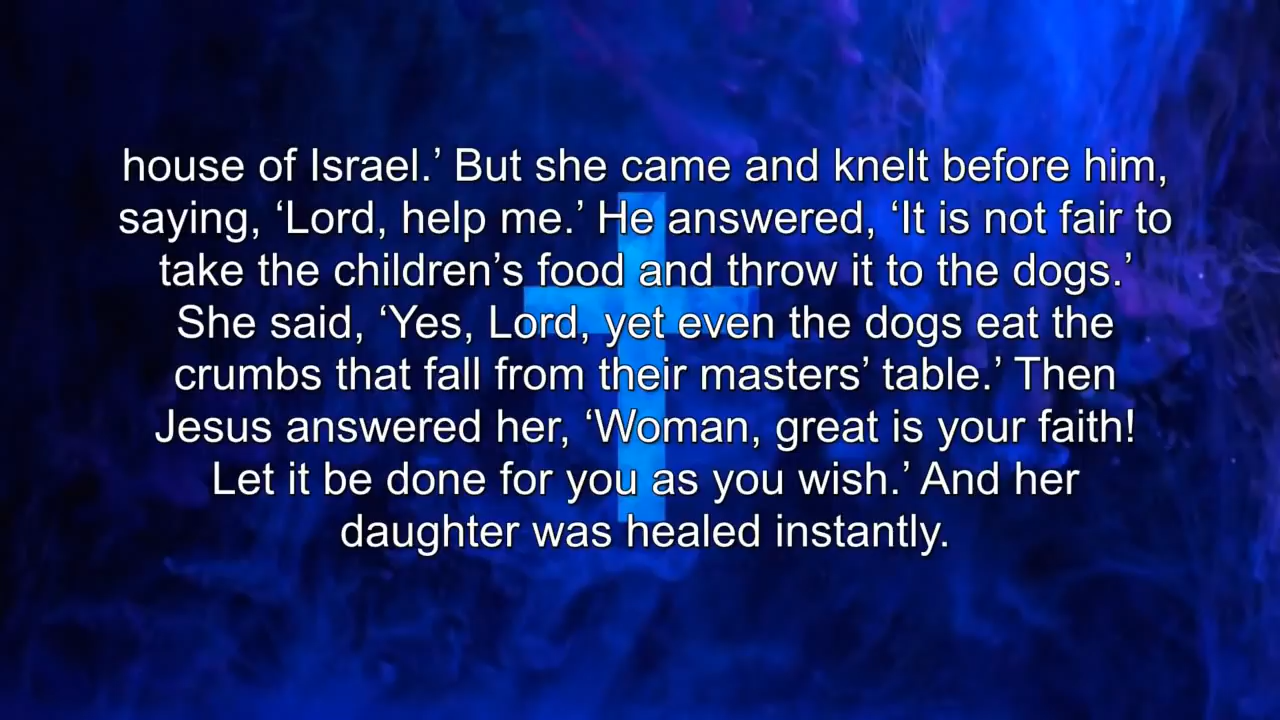 house of Israel.’ But she came and knelt before him,
saying, ‘Lord, help me.’ He answered, ‘It is not fair to
take the children’s food and throw it to the dogs.’
She said, ‘Yes, Lord, yet even the dogs eat the
crumbs that fall from their masters’ table.’ Then
Jesus answered her, ‘Woman, great is your faith!
Let it be done for you as you wish.’ And her
daughter was healed instantly.